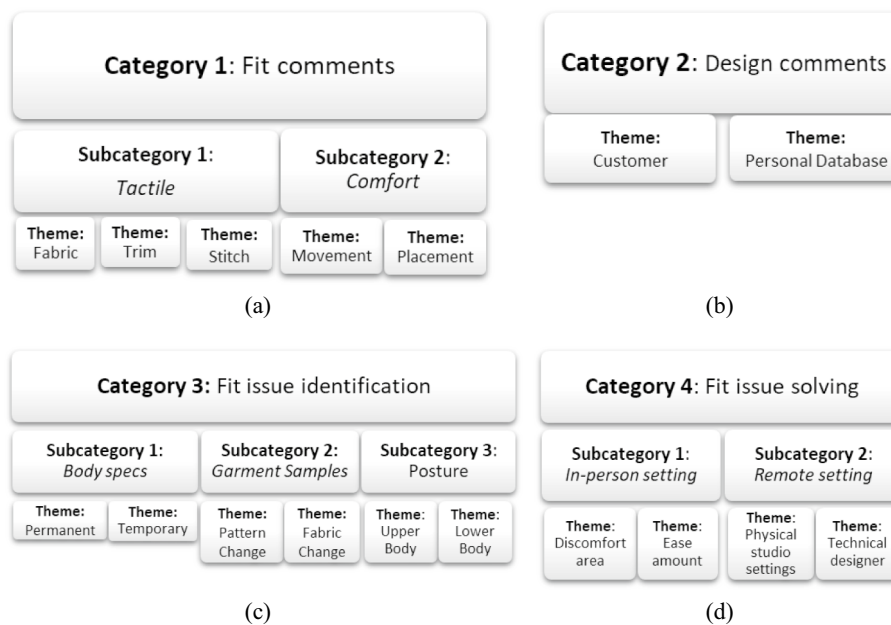 Category 1: Fit comments
Subcategory 1:
Tactile
Subcategory 2:
Comfort
Theme:
Fabric
Theme:
Trim
Theme:
Stitch
Theme:
Movement
Theme:
Placement
(a)
Category 2: Design comments
Theme:
Customer
Theme:
Personal Database
(b)
Category 3: Fit issue identification
Subcategory 1:
Body specs
Subcategory 2:
Garment Samples
Subcategory 3:
Posture
Theme:
Permanent
Theme:
Temporary
Theme:
Pattern
Change
Theme:
Fabric
Change
Theme:
Upper
Body
Theme:
Lower
Body
(c)
Category 4: Fit issue solving
Subcategory 1:
In-person setting
Subcategory 2:
Remote setting
Theme:
Discomfort
area
Theme:
Ease
amount
Theme:
Physical
studio
settings
Theme:
Technical
designer
(d)